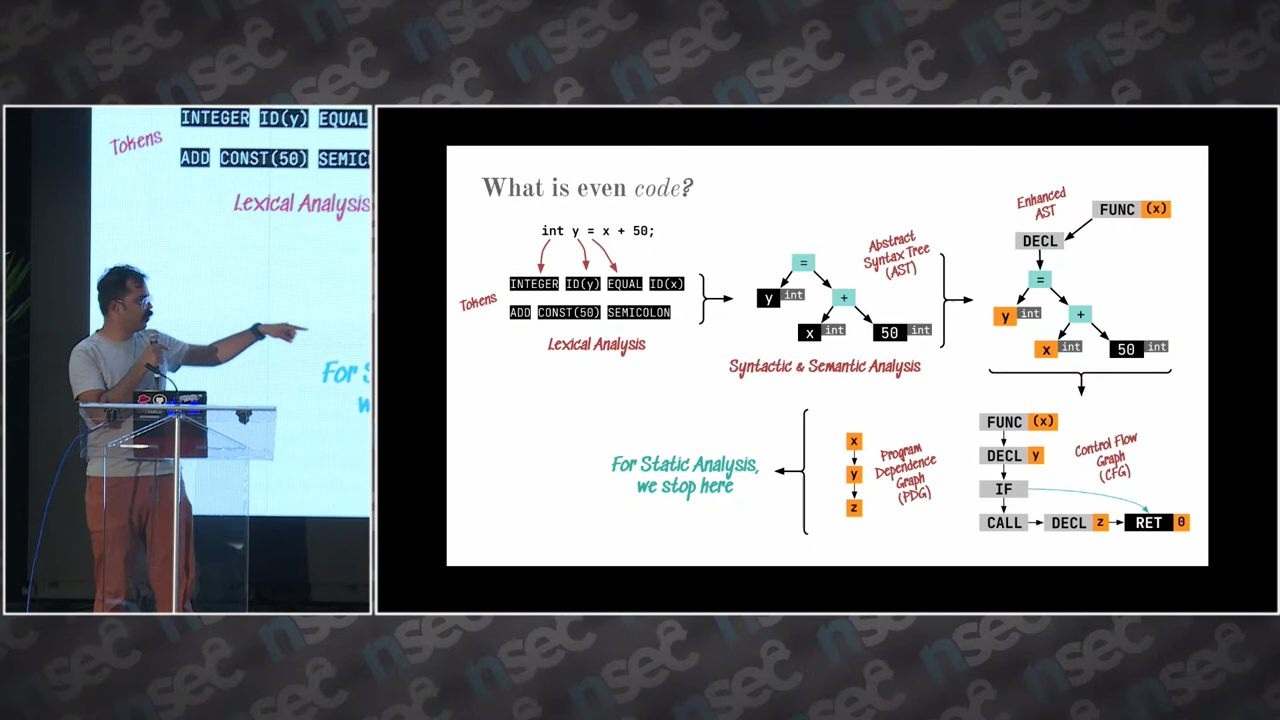 nsec
Tokens
INTEGER ID(y) EQUAL
ADD CONST(50) SEMIC
Lexical Analysis
For S
w
What is even code?
int y = x + 50;
Tokens
INTEGER ID(y) EQUAL ID(x)
ADD CONST(50) SEMICOLON
Lexical Analysis
=
y int
+
x int
50 int
Abstract
Syntax Tree
(AST)
Syntactic & Semantic Analysis
Enhanced
AST
FUNC (x)
DECL
=
y int
+
x int
50 int
FUNC (x)
DECL y
IF
CALL DECL z RET 0
Control Flow
Graph
(CFG)
x
y
z
Program
Dependence
Graph
(PDG)
For Static Analysis,
we stop here